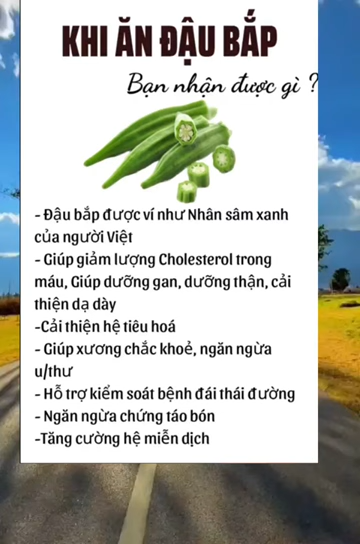 KHI ĂN ĐẬU BẮP
Bạn nhận được gì ?
- Đậu bắp được ví như Nhân sâm xanh
của người Việt
- Giúp giảm lượng Cholesterol trong
máu, Giúp dưỡng gan, dưỡng thận, cải
thiện dạ dày
-Cải thiện hệ tiêu hoá
- Giúp xương chắc khoẻ, ngăn ngừa
u/thư
- Hỗ trợ kiểm soát bệnh đái thái đường
- Ngăn ngừa chứng táo bón
-Tăng cường hệ miễn dịch